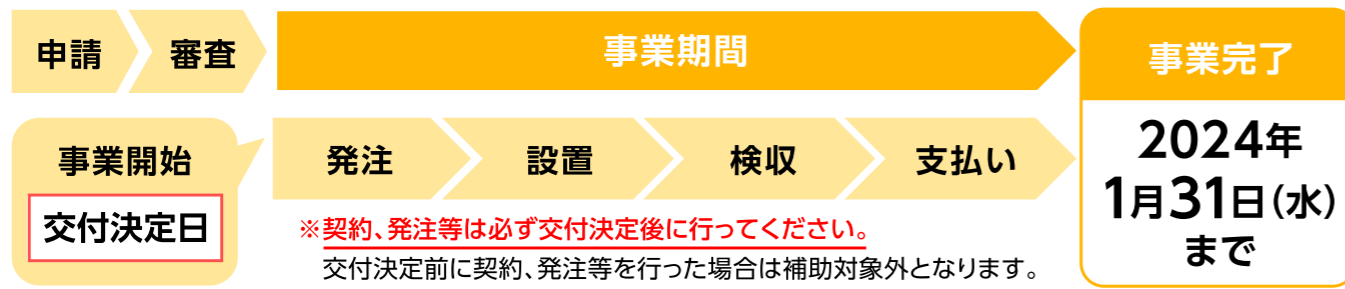 申請
審査
事業期間
事業完了
事業開始
交付決定日
発注
設置
検収
支払い
2024年
1月31日(水)
まで
※契約、発注等は必ず交付決定後に行ってください。
交付決定前に契約、発注等を行った場合は補助対象外となります。